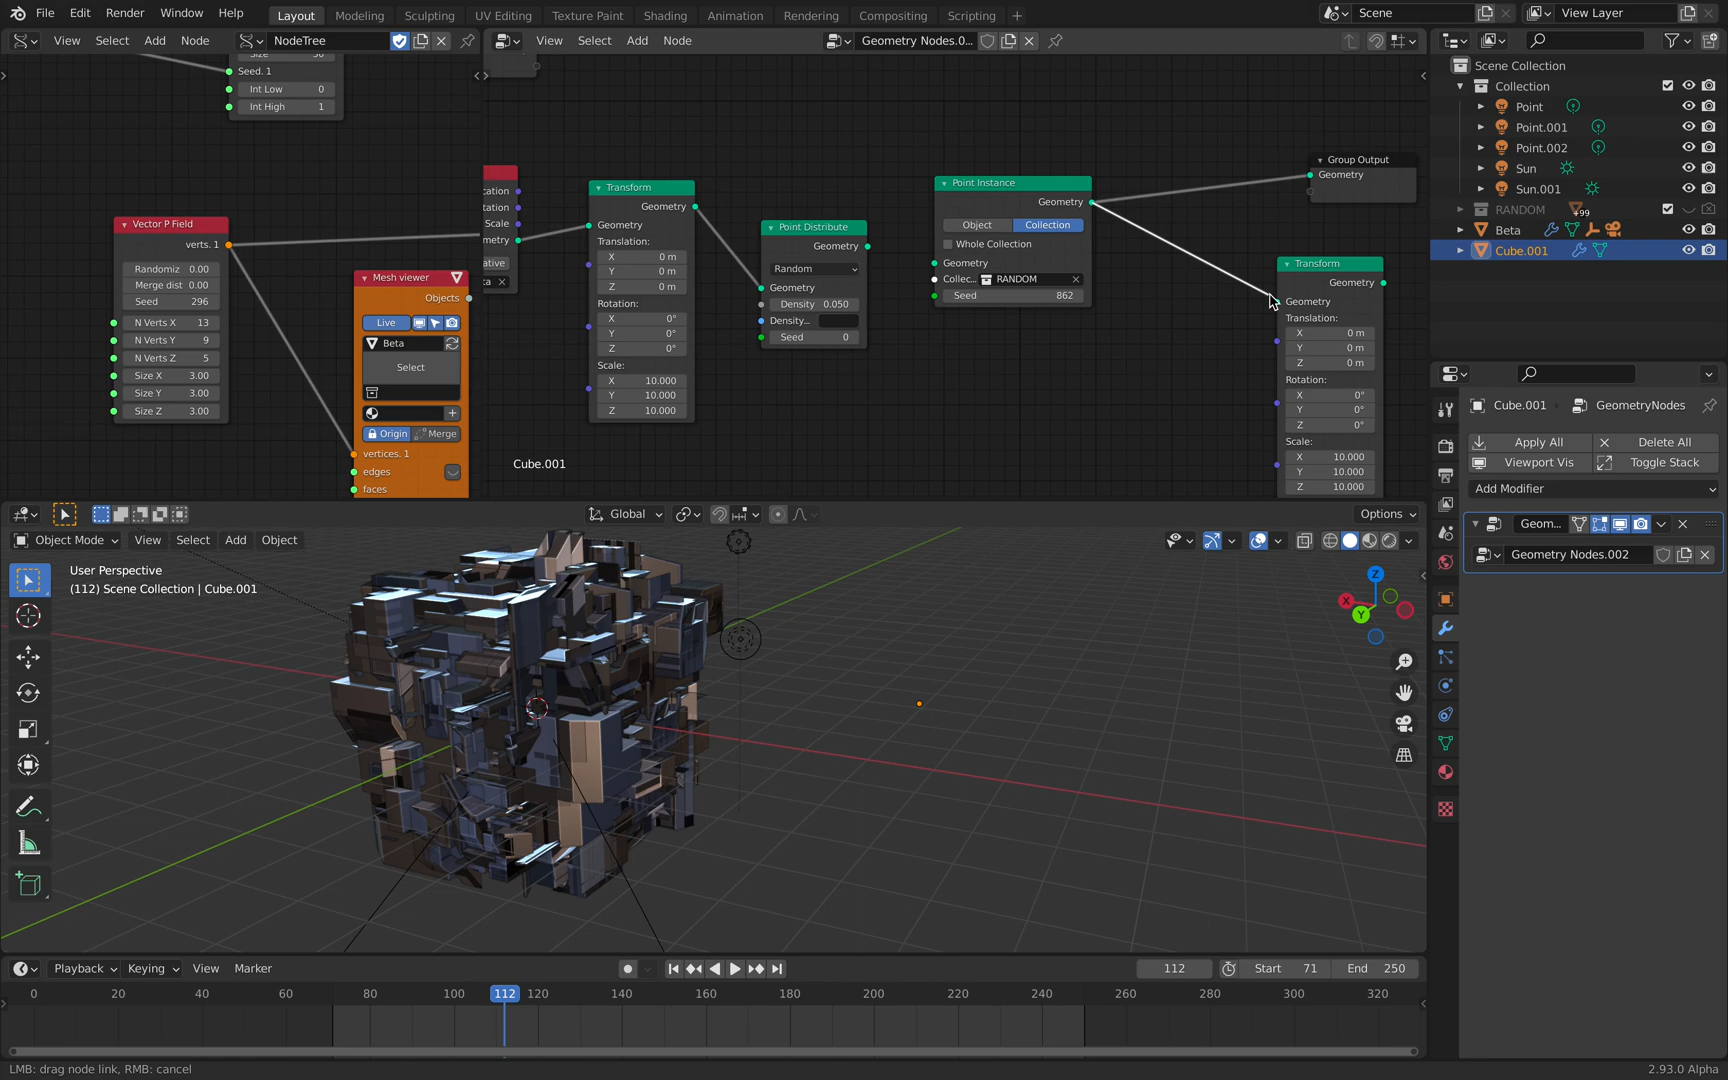 File Edit Render Window Help Layout Modeling Sculpting UV Editing Texture Paint Shading Animation Rendering Compositing Scripting + Scene View Layer
View Select Add Node NodeTree
View Select Add Node Geometry Nodes.0...
Seed. 1
Int Low 0
Int High 1
Vector P Field
verts. 1
Randomiz 0.00
Merge dist 0.00
Seed 296
N Verts X 13
N Verts Y 9
N Verts Z 5
Size X 3.00
Size Y 3.00
Size Z 3.00
Mesh viewer
Objects
Live
Beta
Select
Origin Merge
vertices. 1
edges
faces
cation
tation
Scale
metry
ative
ta
Transform
Geometry
Geometry
Translation:
X 0 m
Y 0 m
Z 0 m
Rotation:
X 0°
Y 0°
Z 0°
Scale:
X 10.000
Y 10.000
Z 10.000
Point Distribute
Geometry
Random
Geometry
Density 0.050
Density...
Seed 0
Point Instance
Geometry
Object Collection
Whole Collection
Geometry
Collec... RANDOM
Seed 862
Group Output
Geometry
Transform
Geometry
Geometry
Translation:
X 0 m
Y 0 m
Z 0 m
Rotation:
X 0°
Y 0°
Z 0°
Scale:
X 10.000
Y 10.000
Z 10.000
Cube.001
Scene Collection
Collection
Point
Point.001
Point.002
Sun
Sun.001
RANDOM +99
Beta
Cube.001
Cube.001 GeometryNodes
Apply All Delete All
Viewport Vis Toggle Stack
Add Modifier
Geom...
Geometry Nodes.002
Global Options
Object Mode View Select Add Object
User Perspective
(112) Scene Collection | Cube.001
Z
X
Y
Playback Keying View Marker 112 Start 71 End 250
0 20 40 60 80 100 112 120 140 160 180 200 220 240 260 280 300 320
LMB: drag node link, RMB: cancel 2.93.0 Alpha